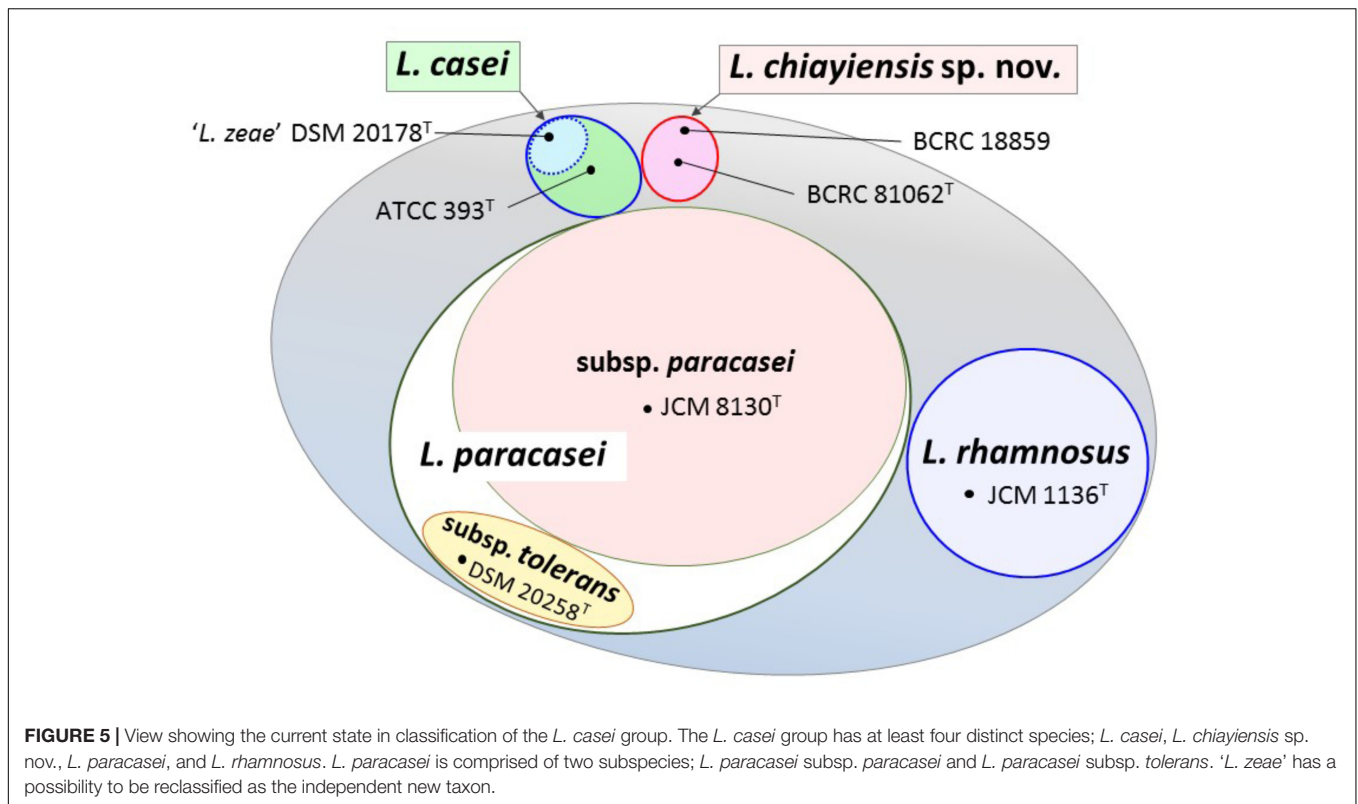 L. casei
L. chiayiensis sp. nov.
'L. zeae' DSM 20178ᵀ
BCRC 18859
ATCC 393ᵀ
BCRC 81062ᵀ
subsp. paracasei
• JCM 8130ᵀ
L. paracasei
L. rhamnosus
• JCM 1136ᵀ
subsp. tolerans
• DSM 20258ᵀ
FIGURE 5 | View showing the current state in classification of the L. casei group. The L. casei group has at least four distinct species; L. casei, L. chiayiensis sp.
nov., L. paracasei, and L. rhamnosus. L. paracasei is comprised of two subspecies; L. paracasei subsp. paracasei and L. paracasei subsp. tolerans. 'L. zeae' has a
possibility to be reclassified as the independent new taxon.